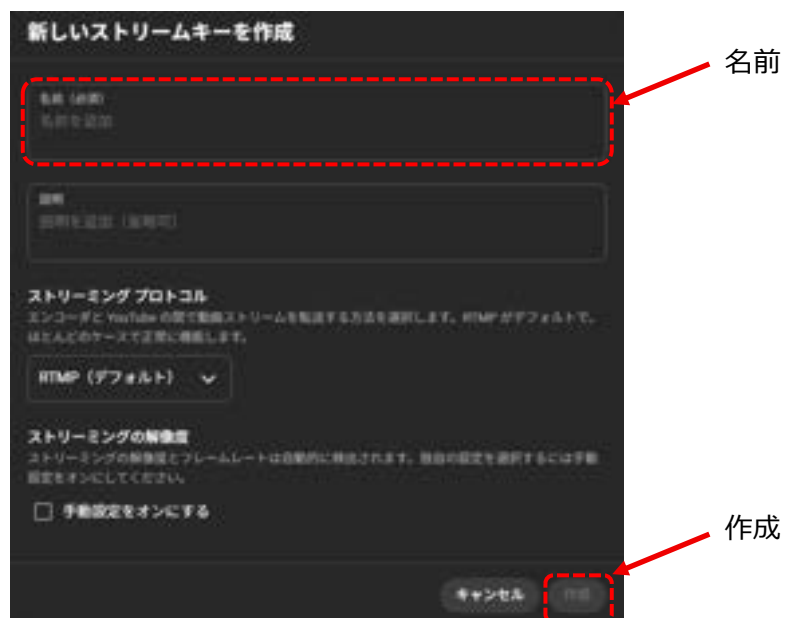 新しいストリームキーを作成
名前
名前（必須）
名前を追加
説明
説明を追加（省略可）
ストリーミング プロトコル
エンコーダと YouTube の間で動画ストリームを転送する方法を選択します。RTMP がデフォルトで、
ほとんどのケースで正常に機能します。
RTMP（デフォルト）
ストリーミングの解像度
ストリーミングの解像度とフレームレートは自動的に検出されます。独自の設定を選択するには手動
設定をオンにしてください。
手動設定をオンにする
作成
キャンセル
作成